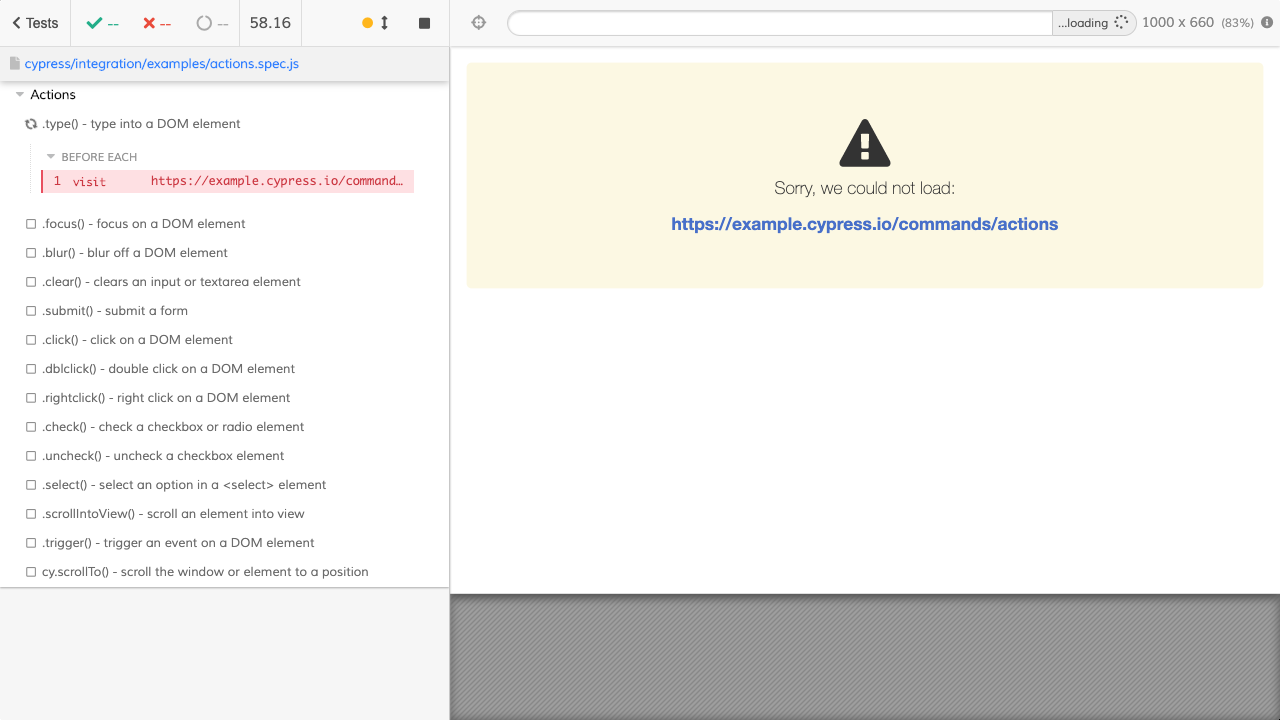 Tests
--
--
--
58.16
...loading
1000 x 660 (83%)
cypress/integration/examples/actions.spec.js
Actions
.type() - type into a DOM element
BEFORE EACH
1 visit https://example.cypress.io/command…
.focus() - focus on a DOM element
.blur() - blur off a DOM element
.clear() - clears an input or textarea element
.submit() - submit a form
.click() - click on a DOM element
.dblclick() - double click on a DOM element
.rightclick() - right click on a DOM element
.check() - check a checkbox or radio element
.uncheck() - uncheck a checkbox element
.select() - select an option in a <select> element
.scrollIntoView() - scroll an element into view
.trigger() - trigger an event on a DOM element
cy.scrollTo() - scroll the window or element to a position
Sorry, we could not load:
https://example.cypress.io/commands/actions